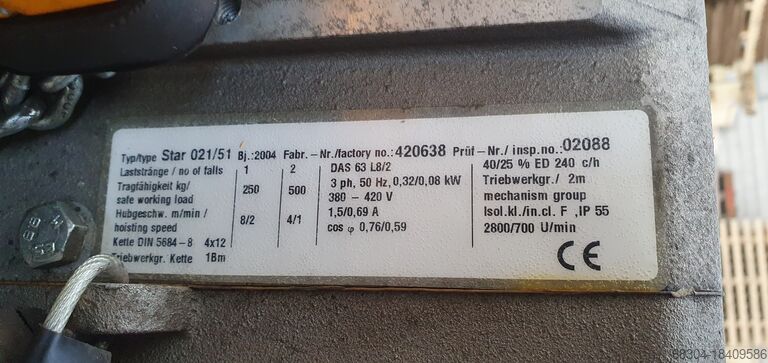 Typ/type Star 021/51 Bj.:2004 Fabr. – Nr./factory no.:420638 Prüf –Nr./ insp.no.:02088
Laststränge / no of falls 1 2 DAS 63 L8/2 40/25 % ED 240 c/h
Tragfähigkeit kg/ 250 500 3 ph, 50 Hz, 0,32/0,08 kW Triebwerkgr./ 2m
safe working load 380 – 420 V mechanism group
Hubgeschw. m/min / 8/2 4/1 1,5/0,69 A Isol.kl./in.cl. F ,IP 55
hoisting speed cos φ 0,76/0,59 2800/700 U/min
Kette DIN 5684–8 4x12
Triebwerkgr. Kette 1Bm CE
88304-18409586